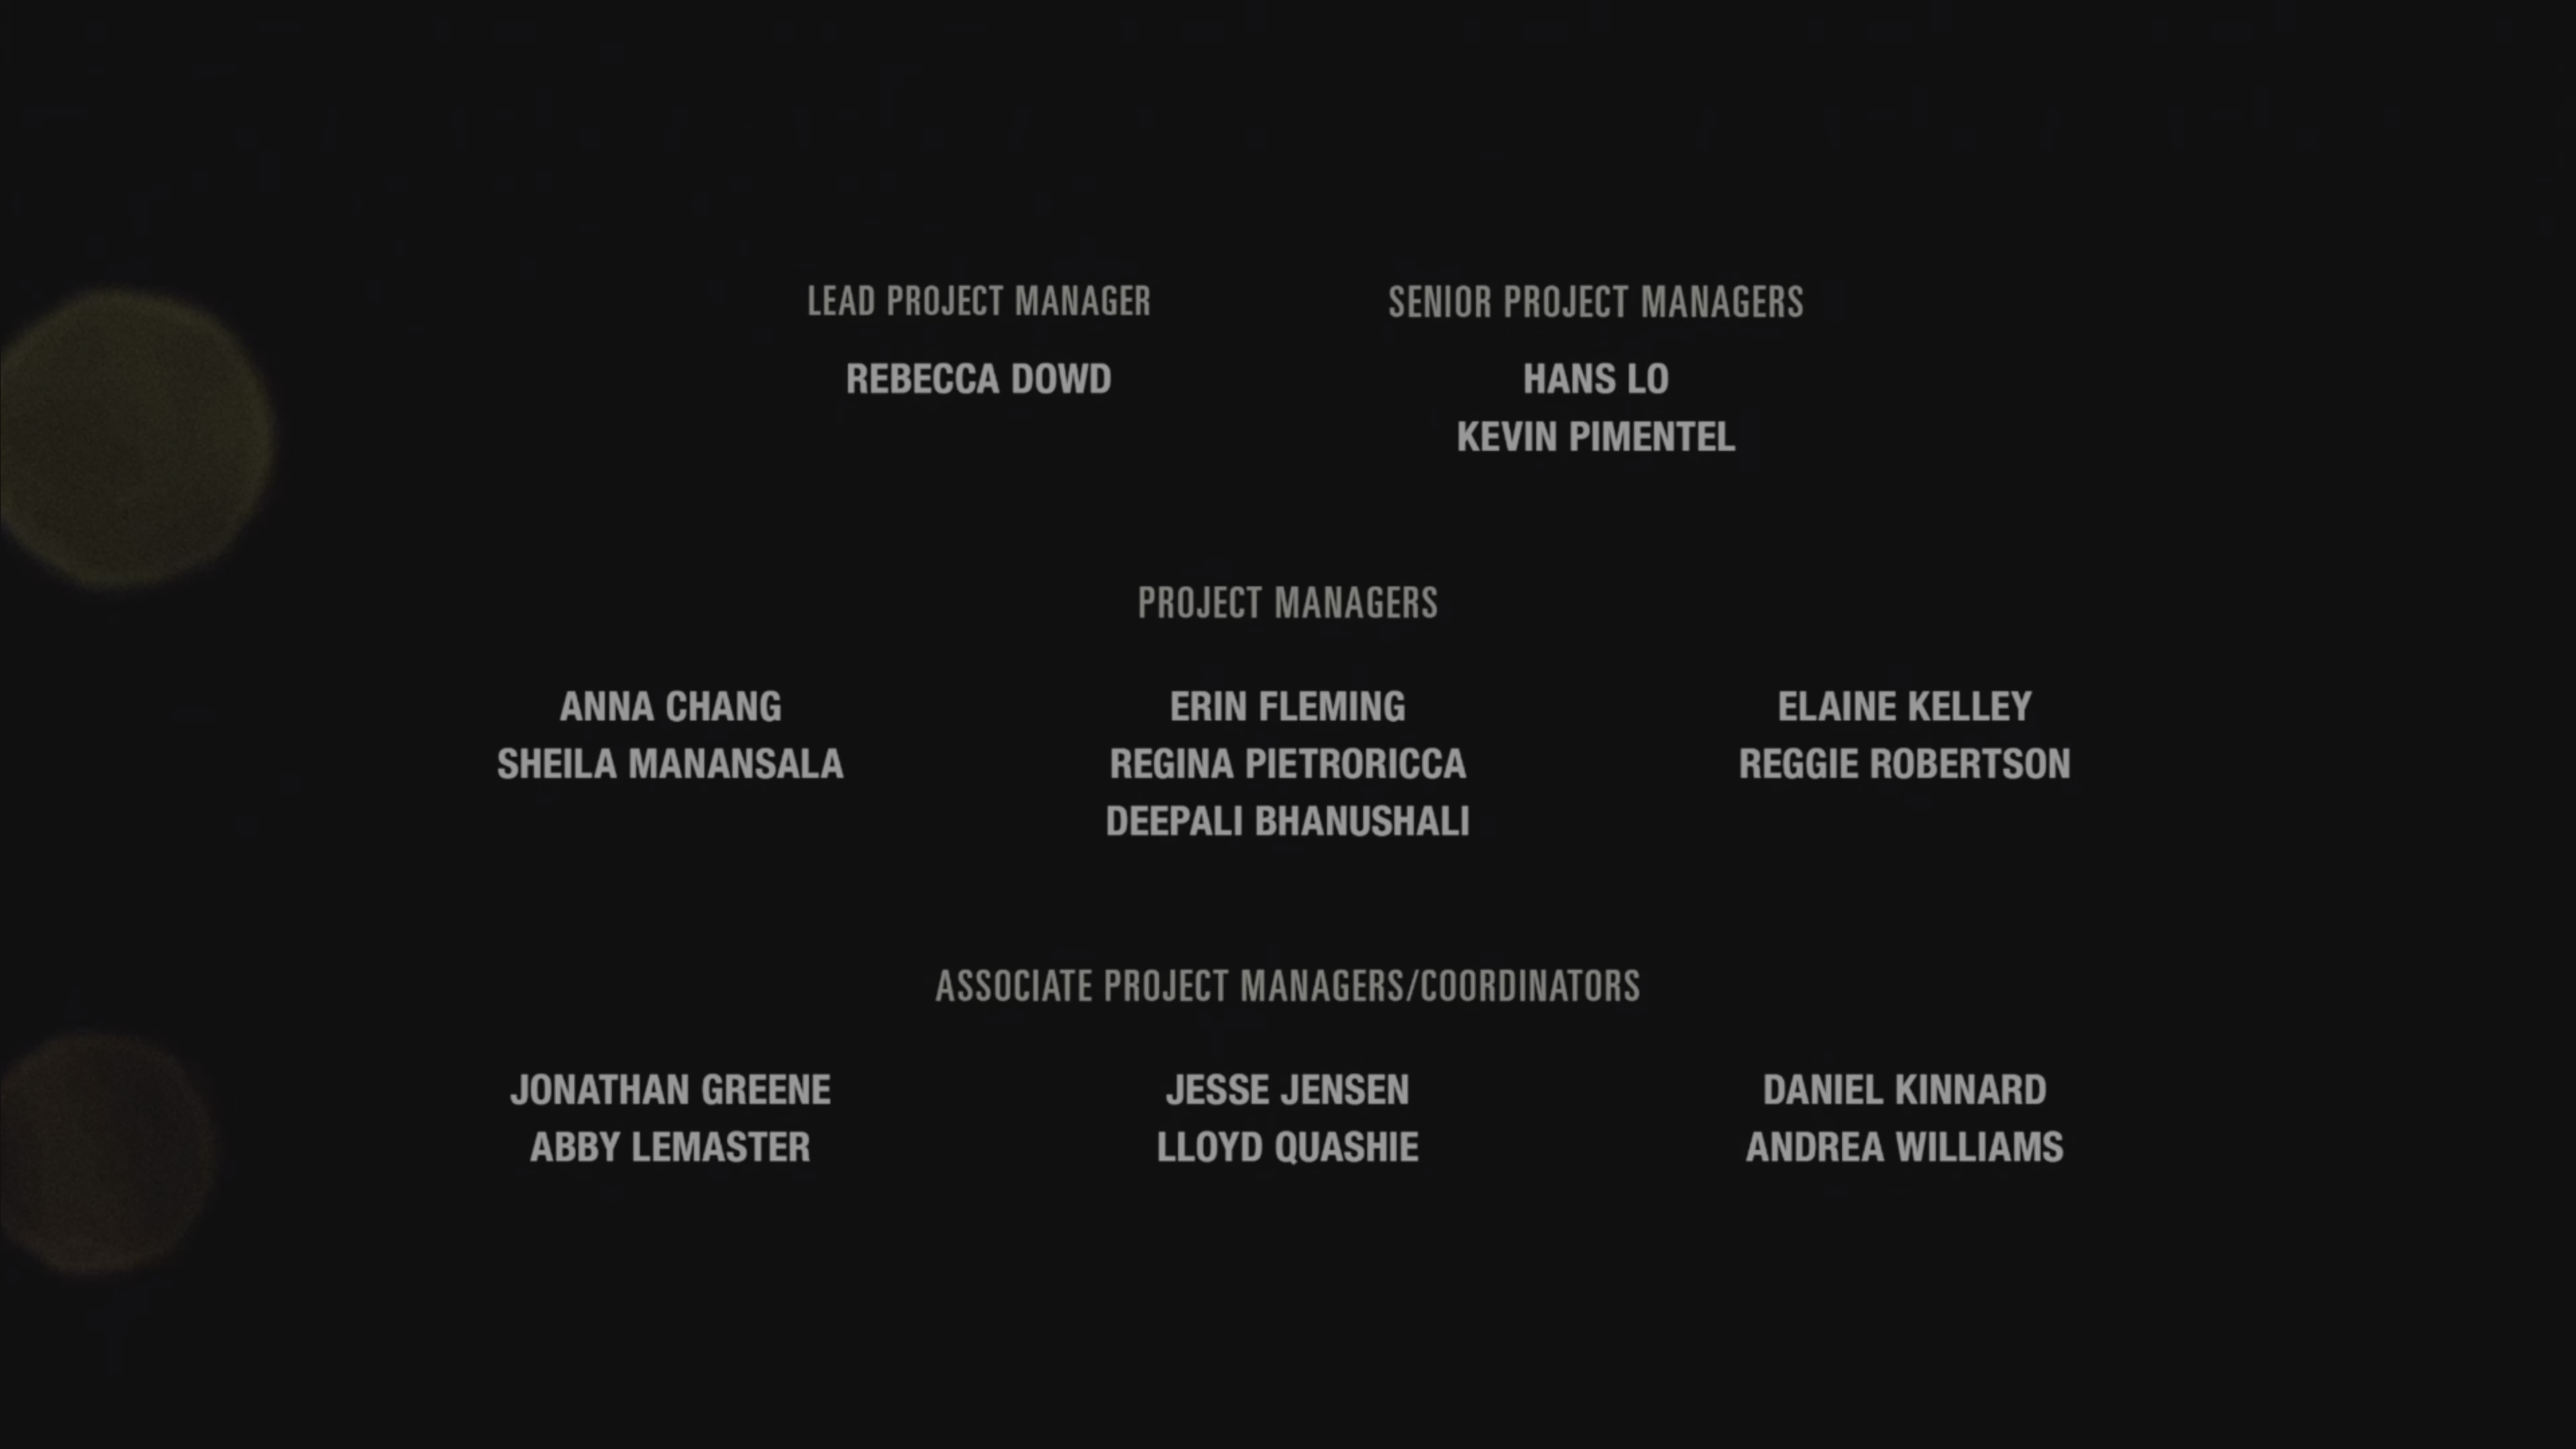 LEAD PROJECT MANAGER
REBECCA DOWD
SENIOR PROJECT MANAGERS
HANS LO
KEVIN PIMENTEL
PROJECT MANAGERS
ANNA CHANG
SHEILA MANANSALA
ERIN FLEMING
REGINA PIETRORICCA
DEEPALI BHANUSHALI
ELAINE KELLEY
REGGIE ROBERTSON
ASSOCIATE PROJECT MANAGERS/COORDINATORS
JONATHAN GREENE
ABBY LEMASTER
JESSE JENSEN
LLOYD QUASHIE
DANIEL KINNARD
ANDREA WILLIAMS